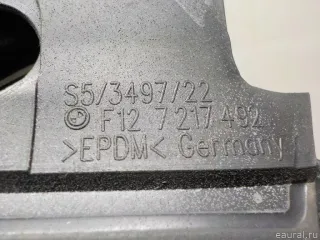 S5/3497/22
F12 7 217 492
>EPDM< Germany
eaural.ru